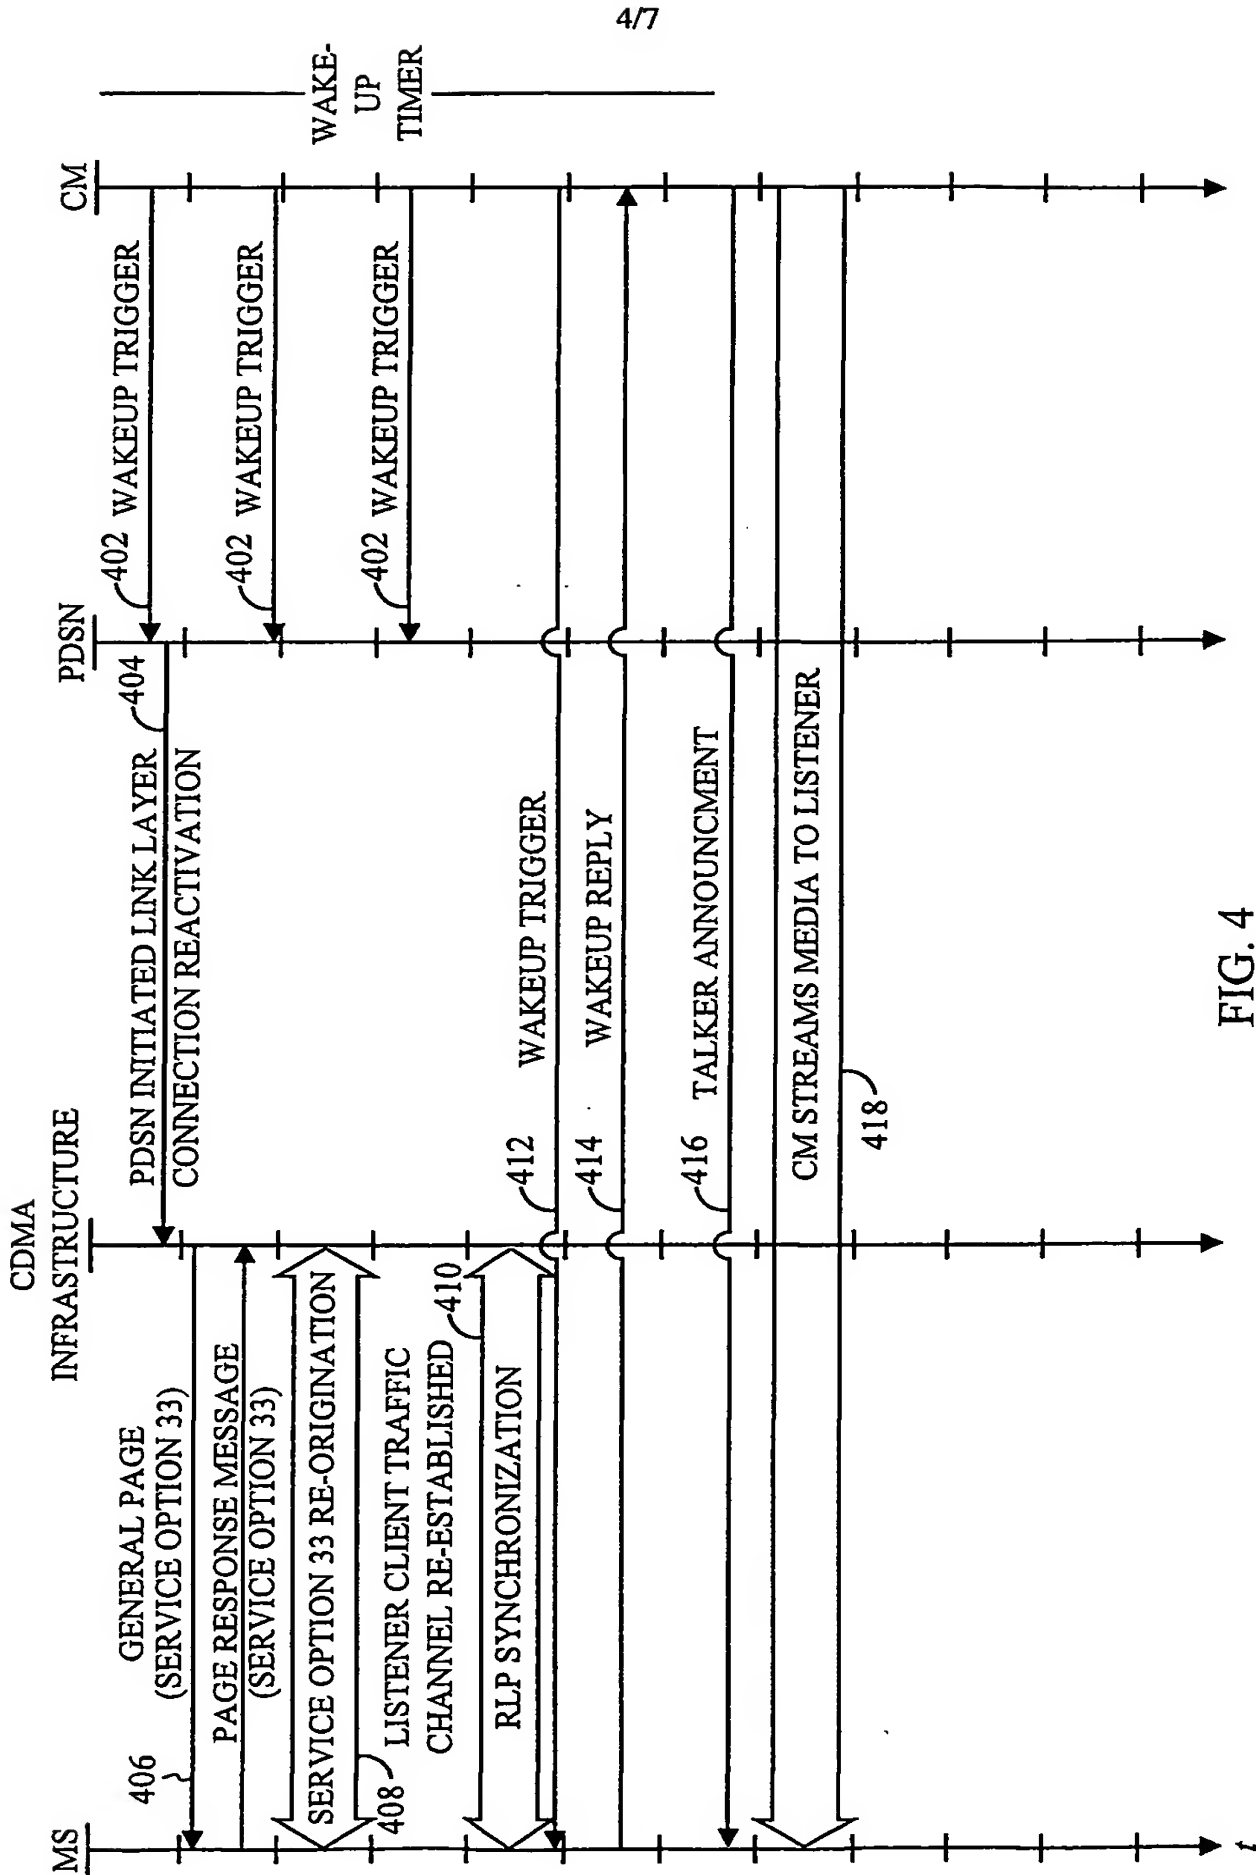 4/7
MS
CDMA
INFRASTRUCTURE
PDSN
CM
402 WAKEUP TRIGGER
404
PDSN INITIATED LINK LAYER
CONNECTION REACTIVATION
406
GENERAL PAGE
(SERVICE OPTION 33)
PAGE RESPONSE MESSAGE
(SERVICE OPTION 33)
402 WAKEUP TRIGGER
SERVICE OPTION 33 RE-ORIGINATION
408
LISTENER CLIENT TRAFFIC
CHANNEL RE-ESTABLISHED
402 WAKEUP TRIGGER
410
RLP SYNCHRONIZATION
412
WAKEUP TRIGGER
414
WAKEUP REPLY
416
TALKER ANNOUNCMENT
CM STREAMS MEDIA TO LISTENER
418
WAKE-
UP
TIMER
t
FIG. 4